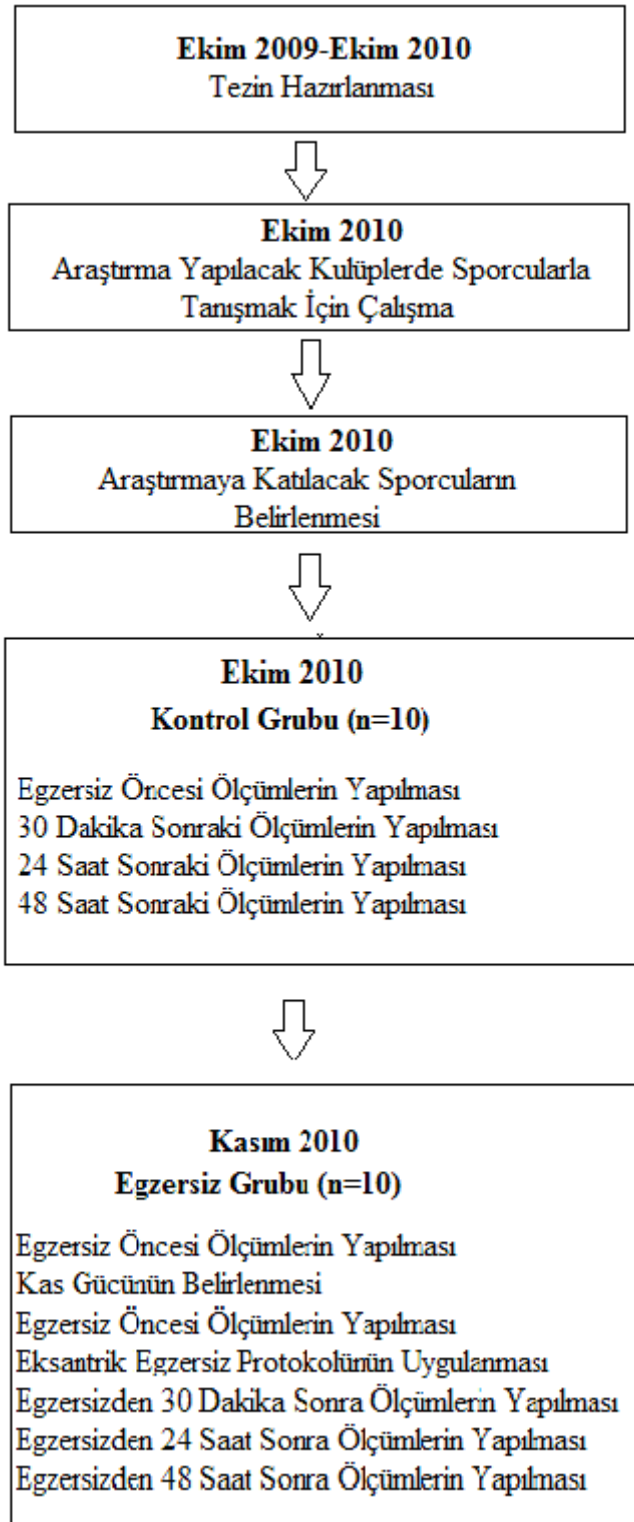 Ekim 2009-Ekim 2010
Tezin Hazırlanması
Ekim 2010
Araştırma Yapılacak Kulüplerde Sporcularla
Tanışmak İçin Çalışma
Ekim 2010
Araştırmaya Katılacak Sporcuların
Belirlenmesi
Ekim 2010
Kontrol Grubu (n=10)
Egzersiz Öncesi Ölçümlerin Yapılması
30 Dakika Sonraki Ölçümlerin Yapılması
24 Saat Sonraki Ölçümlerin Yapılması
48 Saat Sonraki Ölçümlerin Yapılması
Kasım 2010
Egzersiz Grubu (n=10)
Egzersiz Öncesi Ölçümlerin Yapılması
Kas Gücünün Belirlenmesi
Egzersiz Öncesi Ölçümlerin Yapılması
Eksantrik Egzersiz Protokolünün Uygulanması
Egzersizden 30 Dakika Sonra Ölçümlerin Yapılması
Egzersizden 24 Saat Sonra Ölçümlerin Yapılması
Egzersizden 48 Saat Sonra Ölçümlerin Yapılması